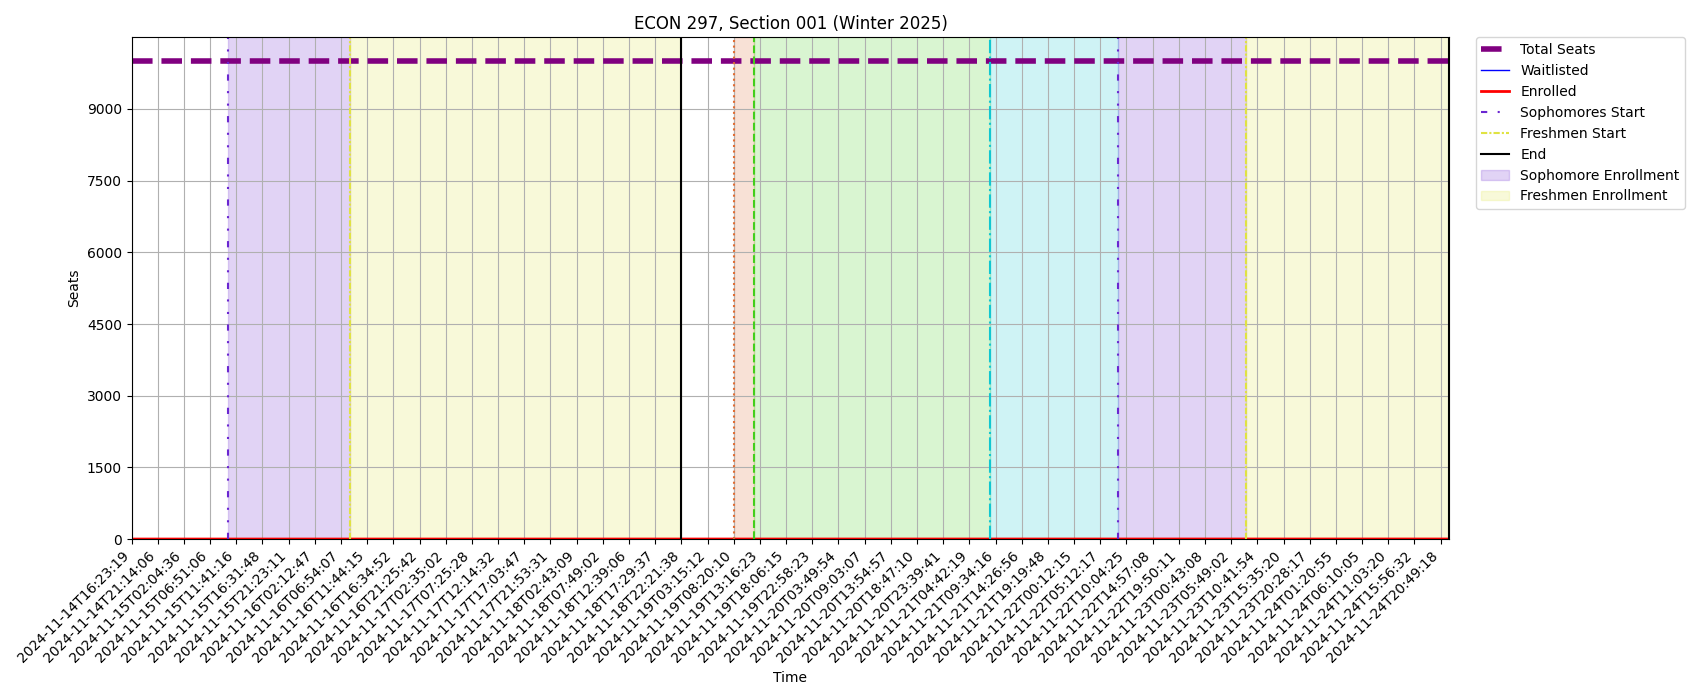 ECON 297, Section 001 (Winter 2025)
Total Seats
Waitlisted
Enrolled
Sophomores Start
Freshmen Start
End
Sophomore Enrollment
Freshmen Enrollment
Seats
9000
7500
6000
4500
3000
1500
0
2024-11-14T16:23:19
2024-11-14T21:14:06
2024-11-15T02:04:36
2024-11-15T06:51:06
2024-11-15T11:41:16
2024-11-15T16:31:48
2024-11-15T21:23:11
2024-11-16T02:12:47
2024-11-16T06:54:07
2024-11-16T11:44:15
2024-11-16T16:34:52
2024-11-16T21:25:42
2024-11-17T02:35:02
2024-11-17T07:25:28
2024-11-17T12:14:32
2024-11-17T17:03:47
2024-11-17T21:53:31
2024-11-18T02:43:09
2024-11-18T07:49:02
2024-11-18T12:39:06
2024-11-18T17:29:37
2024-11-18T22:21:38
2024-11-19T03:15:12
2024-11-19T08:20:10
2024-11-19T13:16:23
2024-11-19T18:06:15
2024-11-19T22:58:23
2024-11-20T03:49:54
2024-11-20T09:03:07
2024-11-20T13:54:57
2024-11-20T18:47:10
2024-11-20T23:39:41
2024-11-21T04:42:19
2024-11-21T09:34:16
2024-11-21T14:26:56
2024-11-21T19:19:48
2024-11-22T00:12:15
2024-11-22T05:12:17
2024-11-22T10:04:25
2024-11-22T14:57:08
2024-11-22T19:50:11
2024-11-23T00:43:08
2024-11-23T05:49:02
2024-11-23T10:41:54
2024-11-23T15:35:20
2024-11-23T20:28:17
2024-11-24T01:20:55
2024-11-24T06:10:05
2024-11-24T11:03:20
2024-11-24T15:56:32
2024-11-24T20:49:18
Time